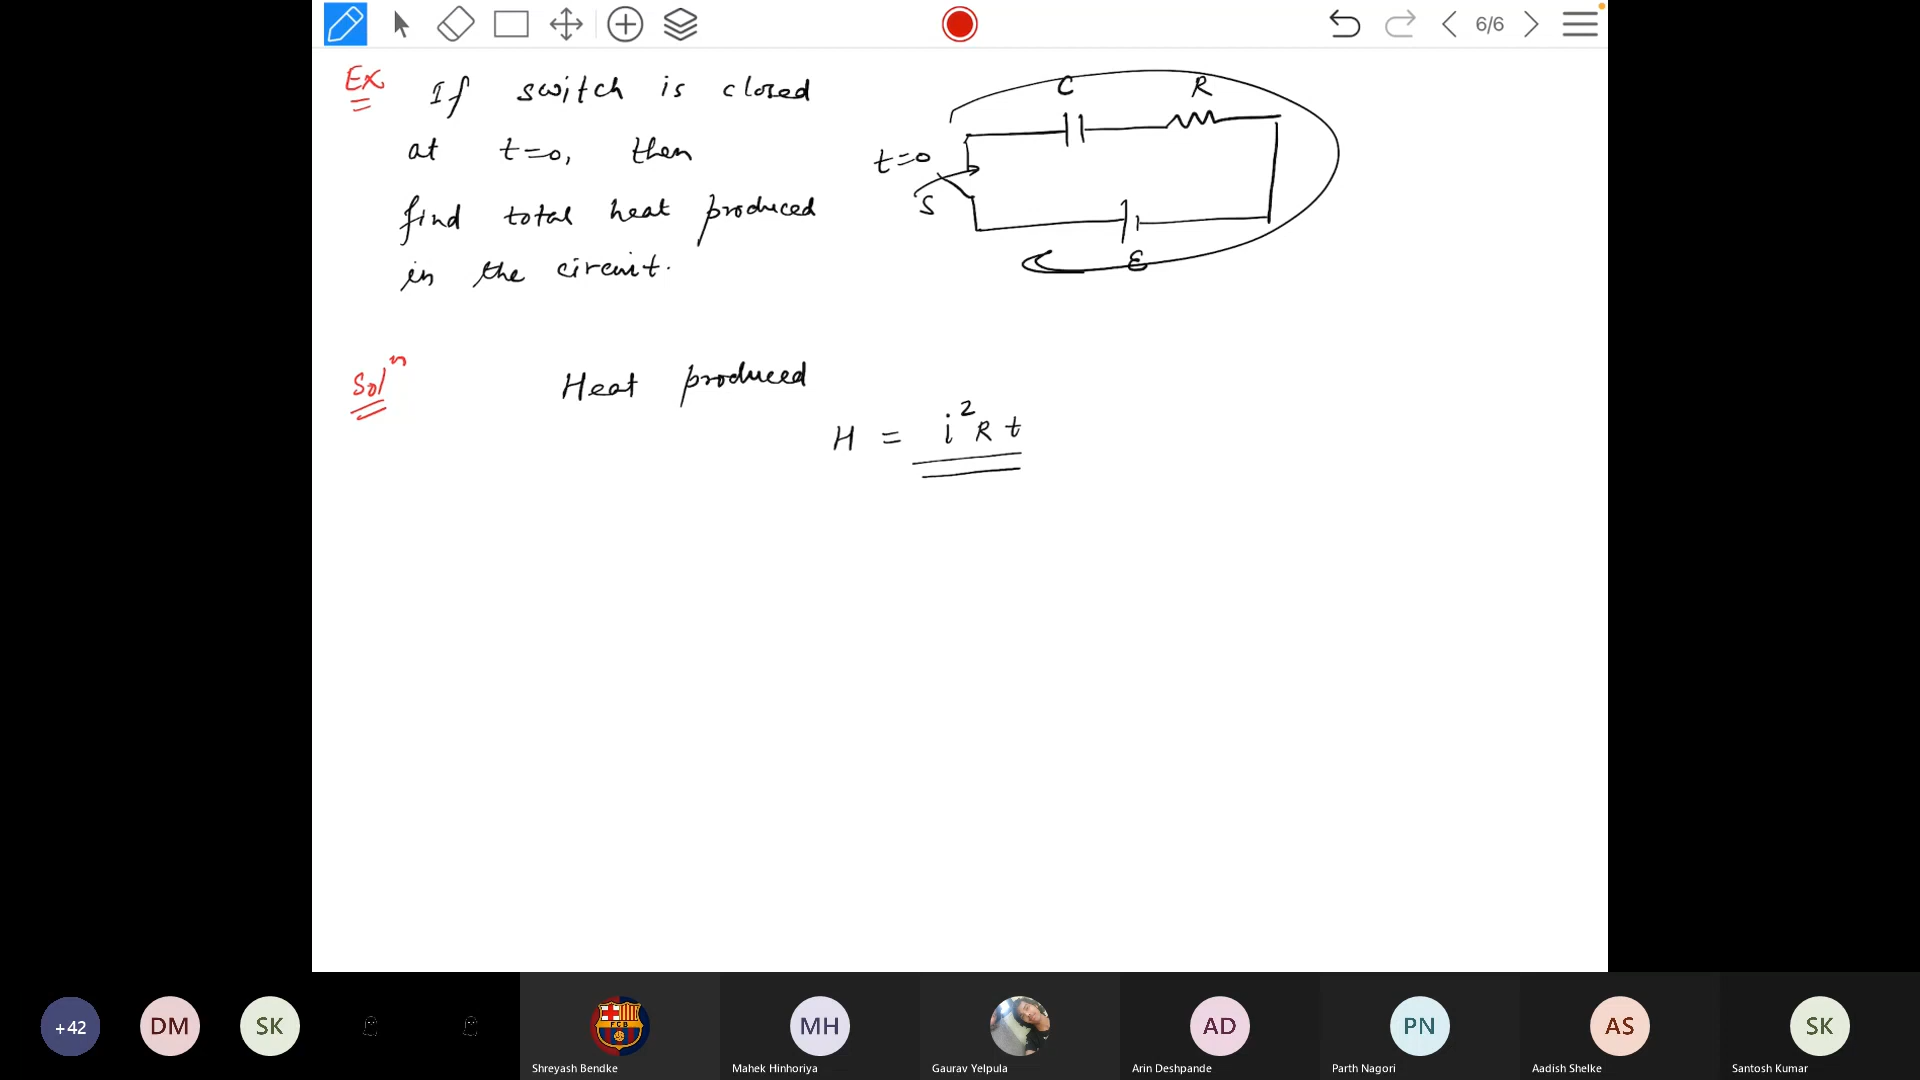 6/6
Ex If switch is closed
at t=0, then
find total heat produced
in the circuit.
C R
t=0
S
ε
Solⁿ Heat produced
H = i²Rt
+42 DM SK FCB MH AD PN AS SK
Shreyash Bendke Mahek Hinhoriya Gaurav Yelpula Arin Deshpande Parth Nagori Aadish Shelke Santosh Kumar